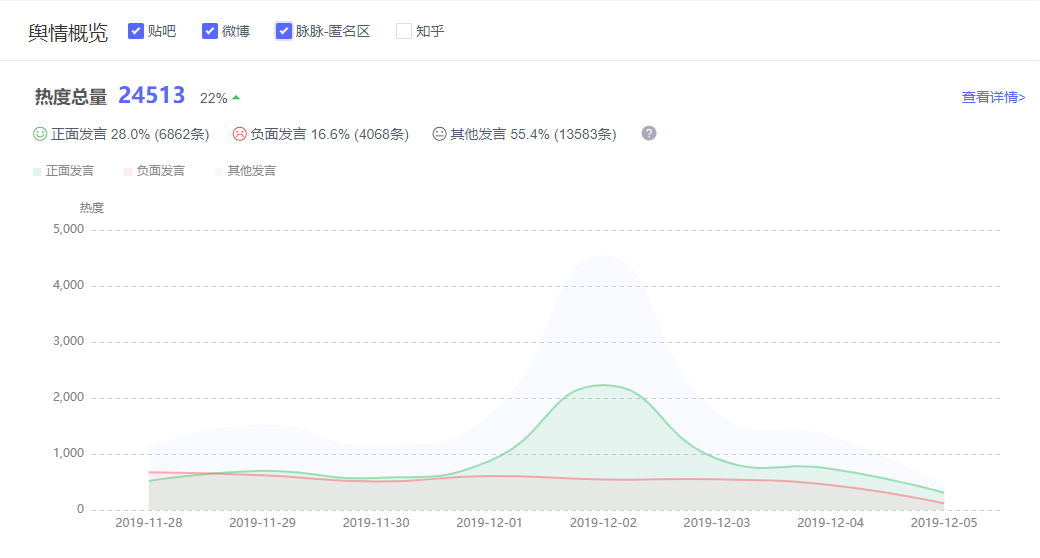 舆情概览 贴吧 微博 脉脉-匿名区 知乎
热度总量 24513 22% 查看详情>
正面发言 28.0% (6862条) 负面发言 16.6% (4068条) 其他发言 55.4% (13583条) ?
正面发言 负面发言 其他发言
热度
5,000
4,000
3,000
2,000
1,000
0
2019-11-28 2019-11-29 2019-11-30 2019-12-01 2019-12-02 2019-12-03 2019-12-04 2019-12-05